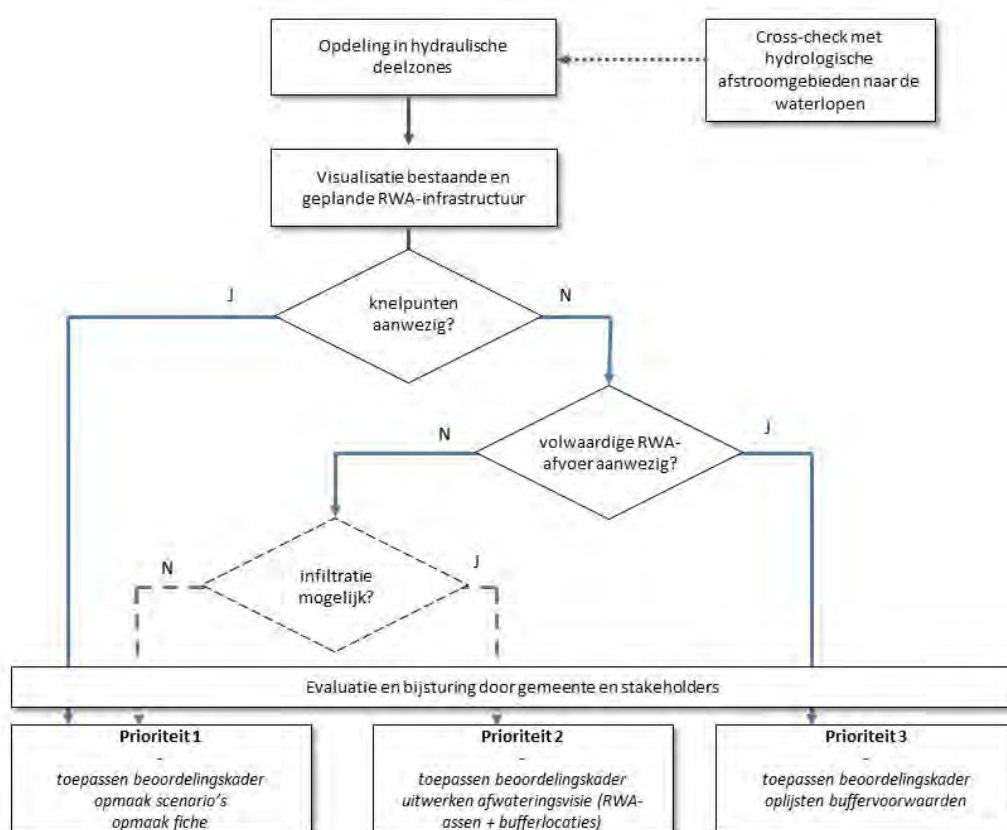 Opdeling in hydraulische
deelzones
Cross-check met
hydrologische
afstroomgebieden naar de
waterlopen
Visualisatie bestaande en
geplande RWA-infrastructuur
J
N
knelpunten
aanwezig?
N
J
volwaardige RWA-
afvoer aanwezig?
N
J
infiltratie
mogelijk?
Evaluatie en bijsturing door gemeente en stakeholders
Prioriteit 1
-
toepassen beoordelingskader
opmaak scenario's
opmaak fiche
Prioriteit 2
-
toepassen beoordelingskader
uitwerken afwateringsvisie (RWA-
assen + bufferlocaties)
Prioriteit 3
-
toepassen beoordelingskader
oplijsten buffervoorwaarden